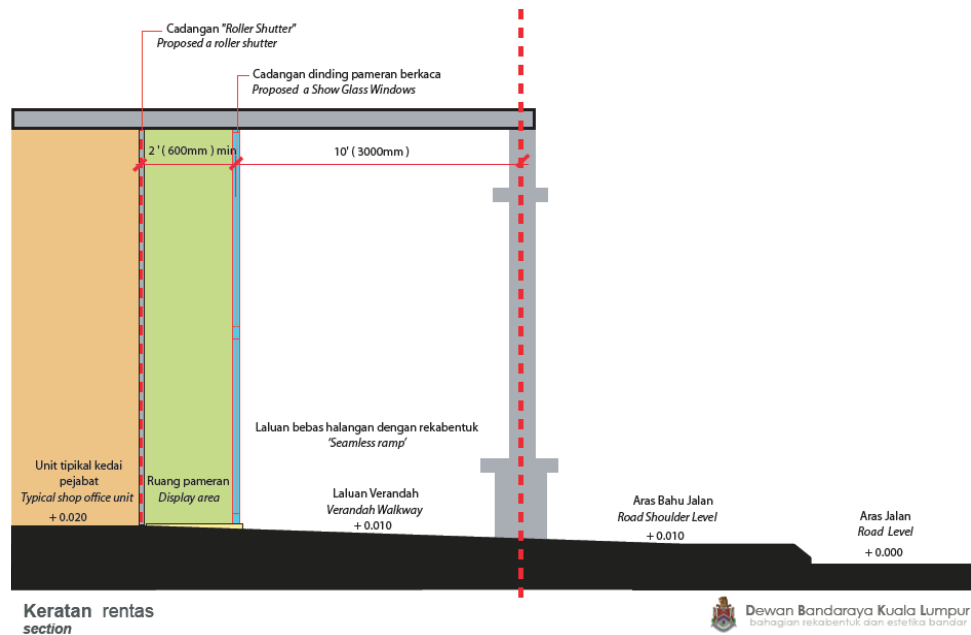 Cadangan "Roller Shutter"
Proposed a roller shutter
Cadangan dinding pameran berkaca
Proposed a Show Glass Windows
2 ' ( 600mm ) min
10' ( 3000mm )
Laluan bebas halangan dengan rekabentuk
'Seamless ramp'
Unit tipikal kedai
pejabat
Typical shop office unit
+ 0.020
Ruang pameran
Display area
Laluan Verandah
Verandah Walkway
+ 0.010
Aras Bahu Jalan
Road Shoulder Level
+ 0.010
Aras Jalan
Road Level
+ 0.000
Keratan rentas
section
Dewan Bandaraya Kuala Lumpur
bahagian rekabentuk dan estetika bandar